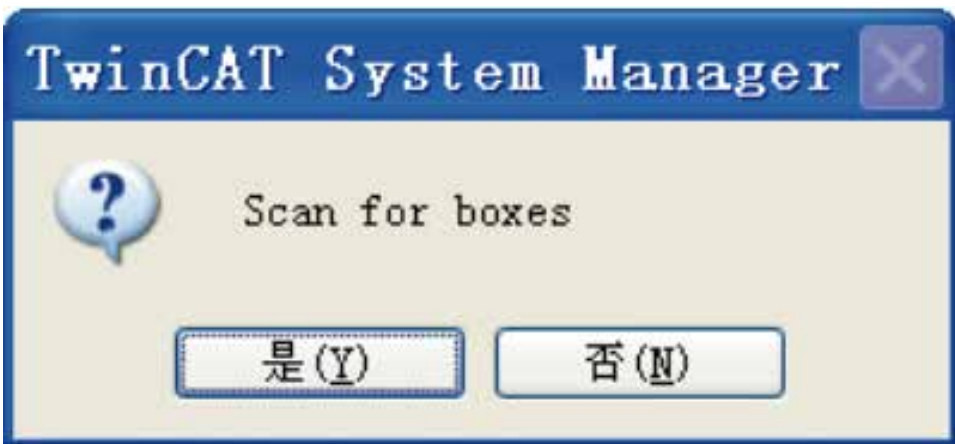 TwinCAT System Manager
Scan for boxes
是(Y) 否(N)